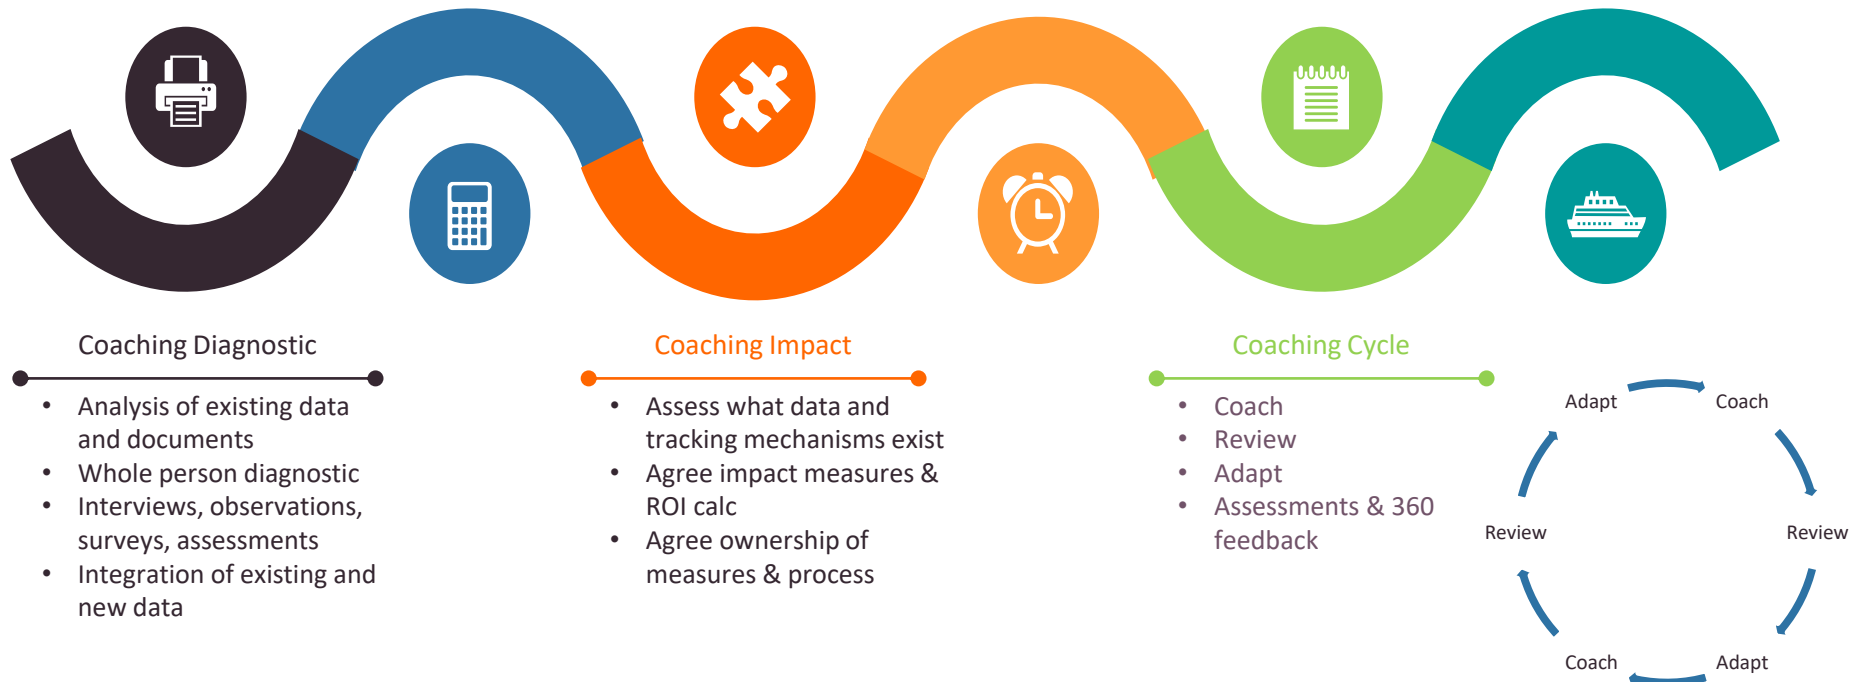 Coaching Diagnostic
• Analysis of existing data
and documents
• Whole person diagnostic
• Interviews, observations,
surveys, assessments
• Integration of existing and
new data
Coaching Impact
• Assess what data and
tracking mechanisms exist
• Agree impact measures &
ROI calc
• Agree ownership of
measures & process
Coaching Cycle
• Coach
• Review
• Adapt
• Assessments & 360
feedback
Adapt
Coach
Review
Review
Coach
Adapt